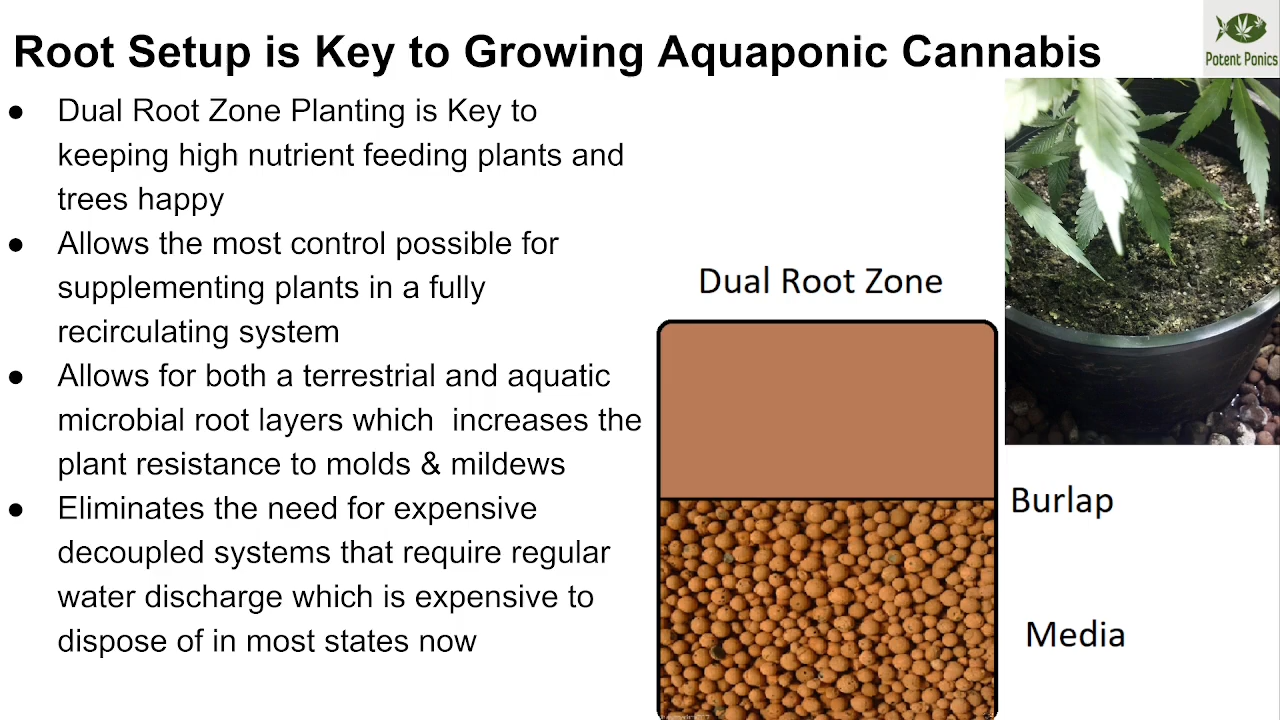 Root Setup is Key to Growing Aquaponic Cannabis
Potent Ponics
● Dual Root Zone Planting is Key to
keeping high nutrient feeding plants and
trees happy
● Allows the most control possible for
supplementing plants in a fully
recirculating system
● Allows for both a terrestrial and aquatic
microbial root layers which  increases the
plant resistance to molds & mildews
● Eliminates the need for expensive
decoupled systems that require regular
water discharge which is expensive to
dispose of in most states now
Dual Root Zone
Burlap
Media